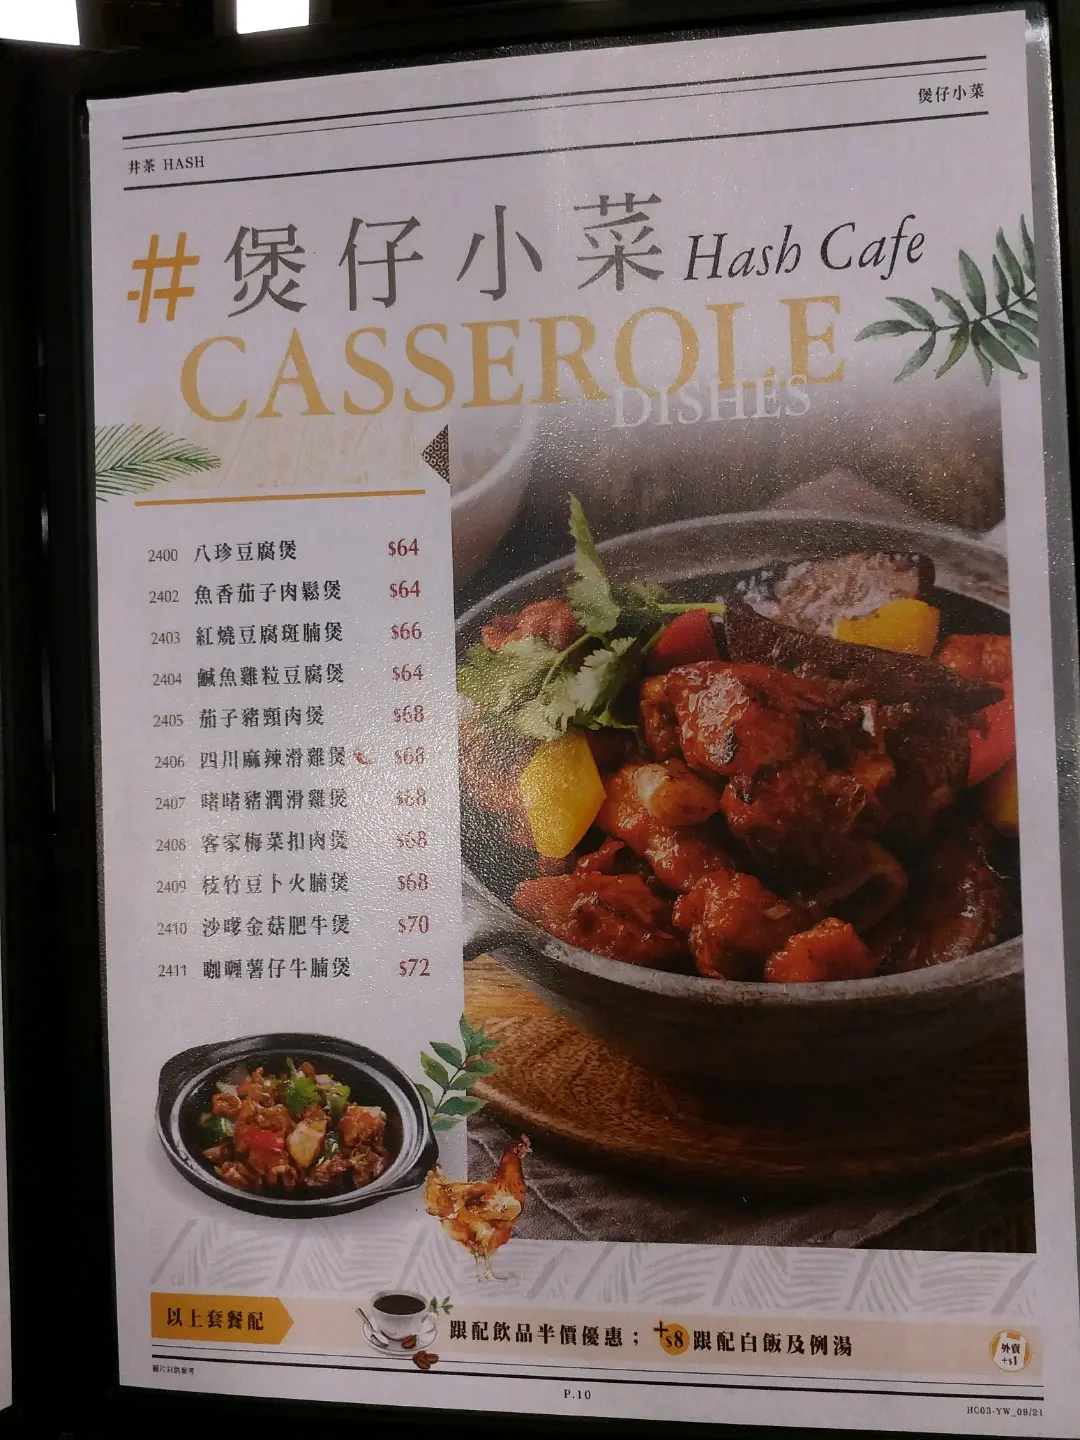 煲仔小菜
井茶 HASH
#煲仔小菜 Hash Cafe
CASSEROLE
DISHES
2400 八珍豆腐煲 $64
2402 魚香茄子肉鬆煲 $64
2403 紅燒豆腐斑腩煲 $66
2404 鹹魚雞粒豆腐煲 $64
2405 茄子豬頸肉煲 $68
2406 四川麻辣滑雞煲 $68
2407 啫啫豬潤滑雞煲 $68
2408 客家梅菜扣肉煲 $68
2409 枝竹豆卜火腩煲 $68
2410 沙嗲金菇肥牛煲 $70
2411 咖喱薯仔牛腩煲 $72
以上套餐配
跟配飲品半價優惠；+$8跟配白飯及例湯
外賣
+$1
圖片只供參考
P.10
HC03-YW_09/21